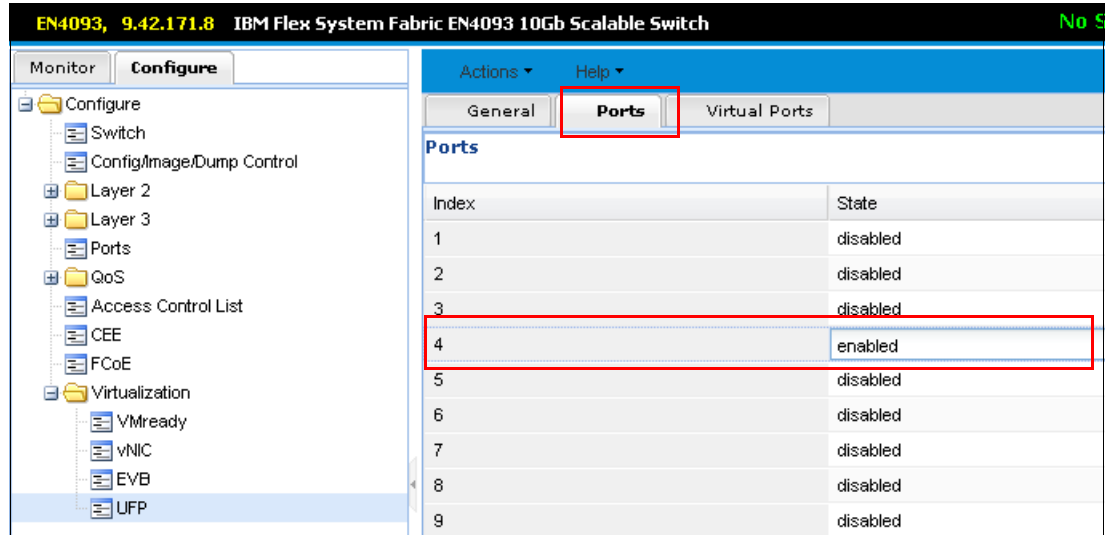 EN4093, 9.42.171.8 IBM Flex System Fabric EN4093 10Gb Scalable Switch No S
Monitor Configure
Configure
Switch
Config/Image/Dump Control
Layer 2
Layer 3
Ports
QoS
Access Control List
CEE
FCoE
Virtualization
VMready
vNIC
EVB
UFP
Actions Help
General Ports Virtual Ports
Ports
Index State
1 disabled
2 disabled
3 disabled
4 enabled
5 disabled
6 disabled
7 disabled
8 disabled
9 disabled